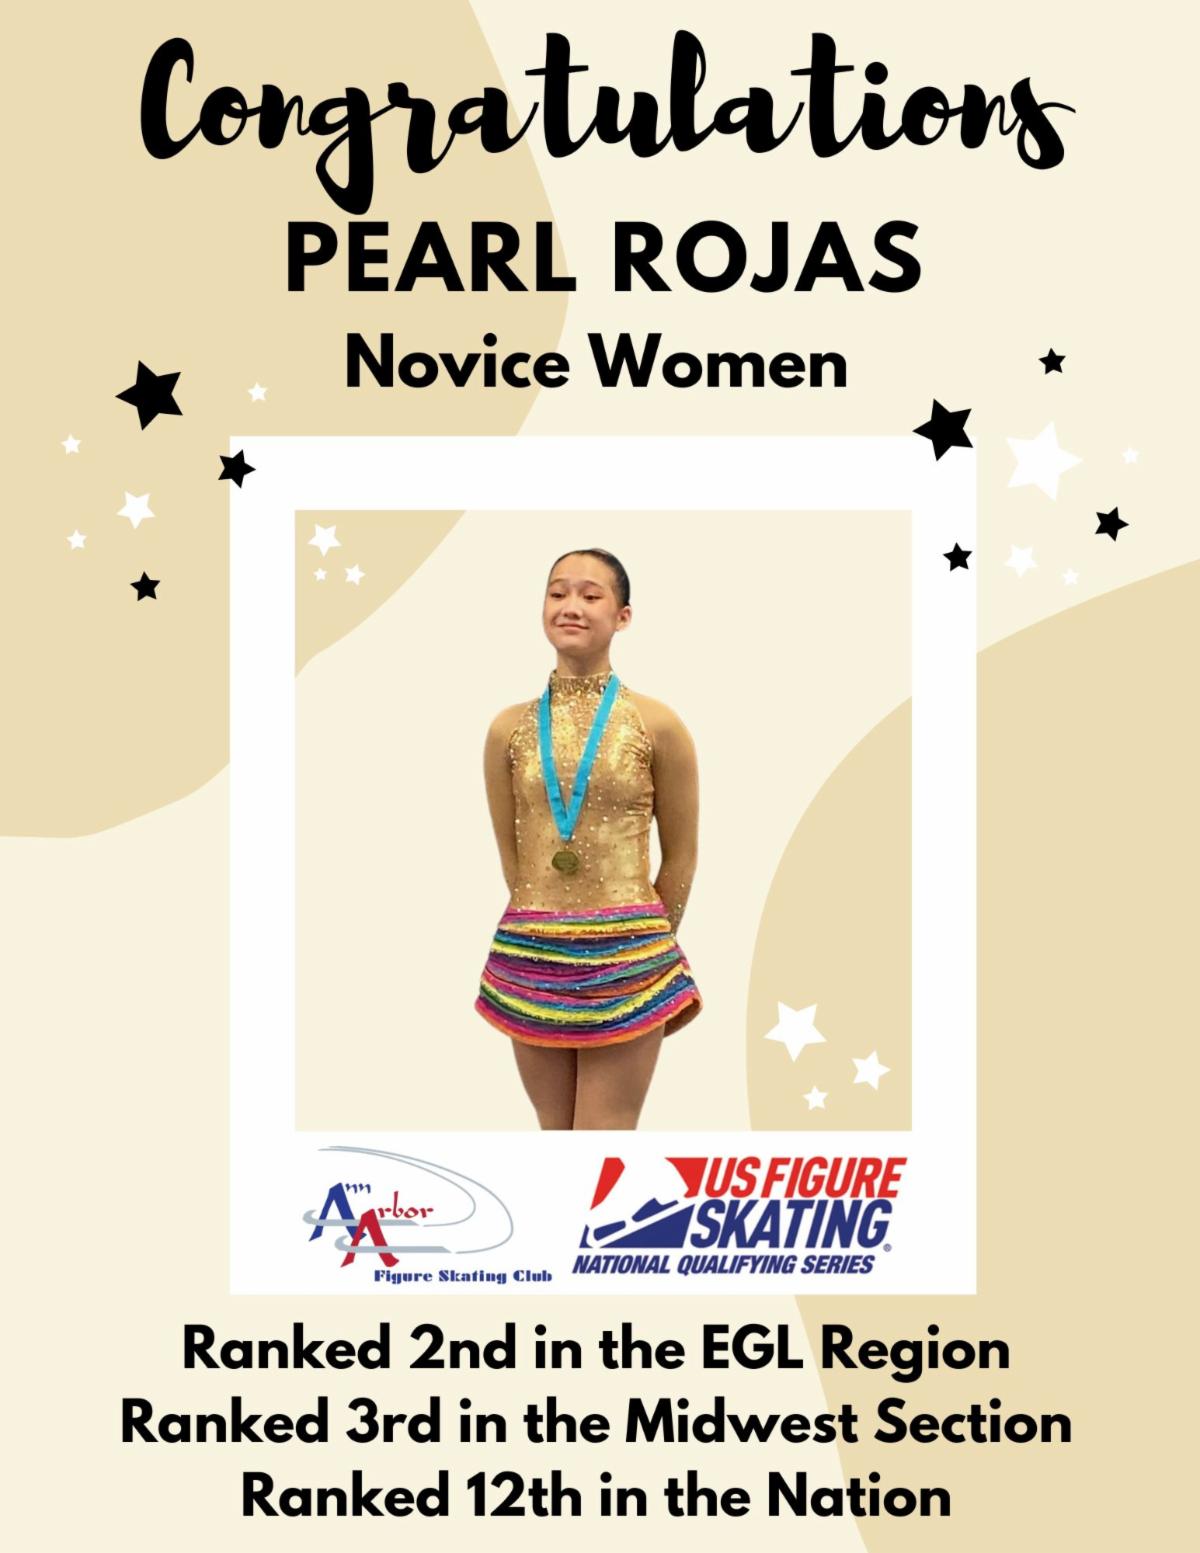 Congratulations
PEARL ROJAS
Novice Women
Ann Arbor
Figure Skating Club
US FIGURE
SKATING®
NATIONAL QUALIFYING SERIES
Ranked 2nd in the EGL Region
Ranked 3rd in the Midwest Section
Ranked 12th in the Nation